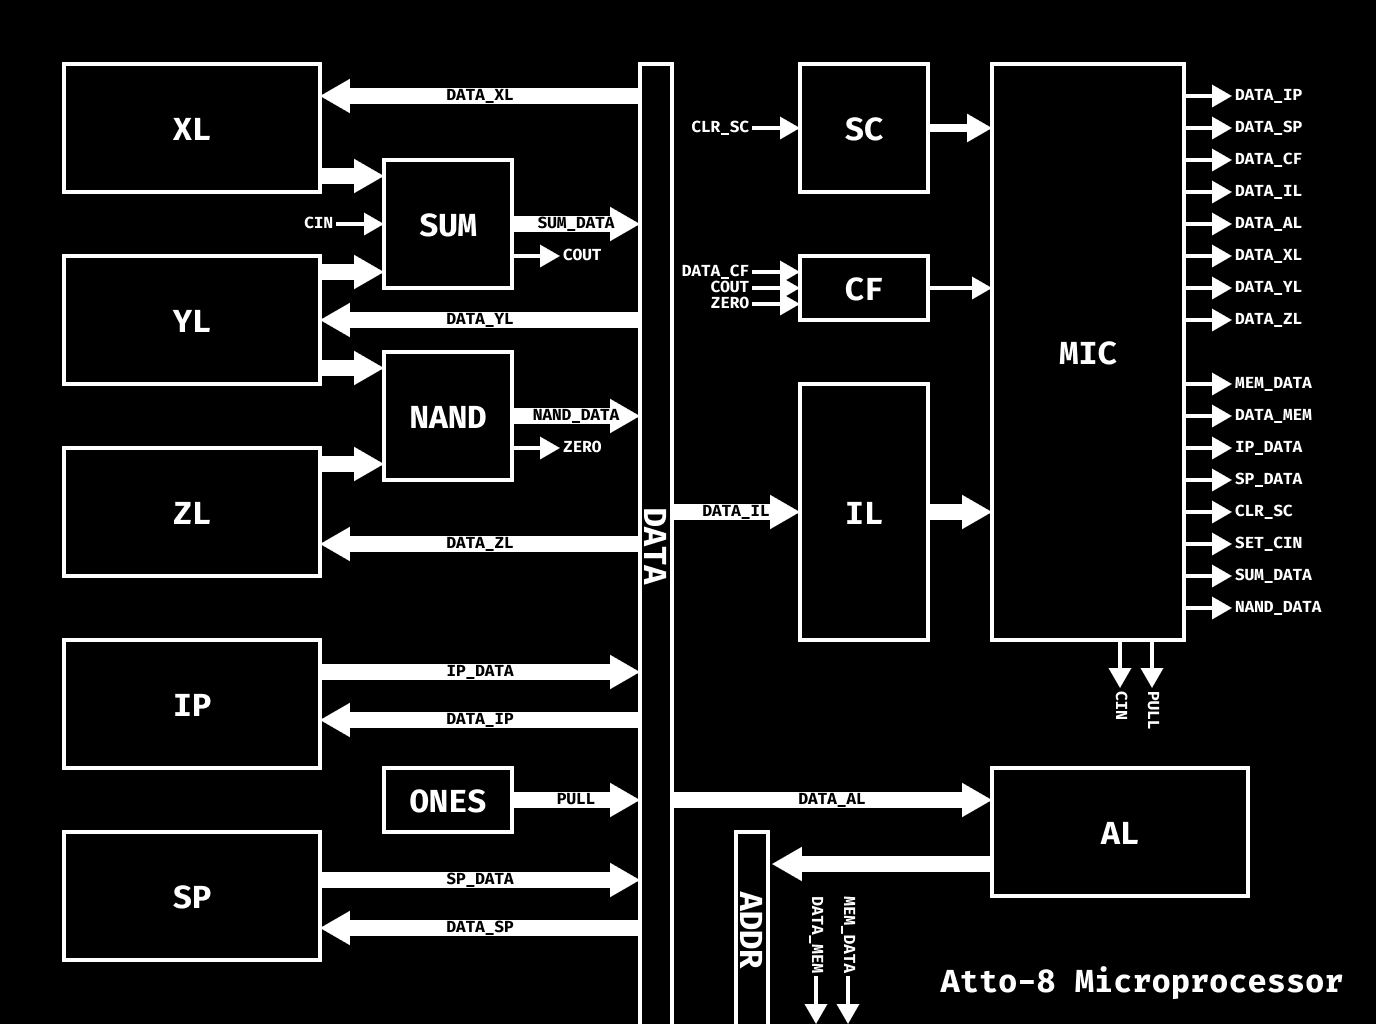 XL
DATA_XL
SUM
CIN
SUM_DATA
COUT
YL
DATA_YL
NAND
NAND_DATA
ZERO
ZL
DATA_ZL
IP
IP_DATA
DATA_IP
ONES
PULL
SP
SP_DATA
DATA_SP
DATA
CLR_SC
SC
DATA_CF
COUT
ZERO
CF
DATA_IL
IL
MIC
DATA_IP
DATA_SP
DATA_CF
DATA_IL
DATA_AL
DATA_XL
DATA_YL
DATA_ZL
MEM_DATA
DATA_MEM
IP_DATA
SP_DATA
CLR_SC
SET_CIN
SUM_DATA
NAND_DATA
CIN
PULL
DATA_AL
AL
ADDR
DATA_MEM
MEM_DATA
Atto-8 Microprocessor